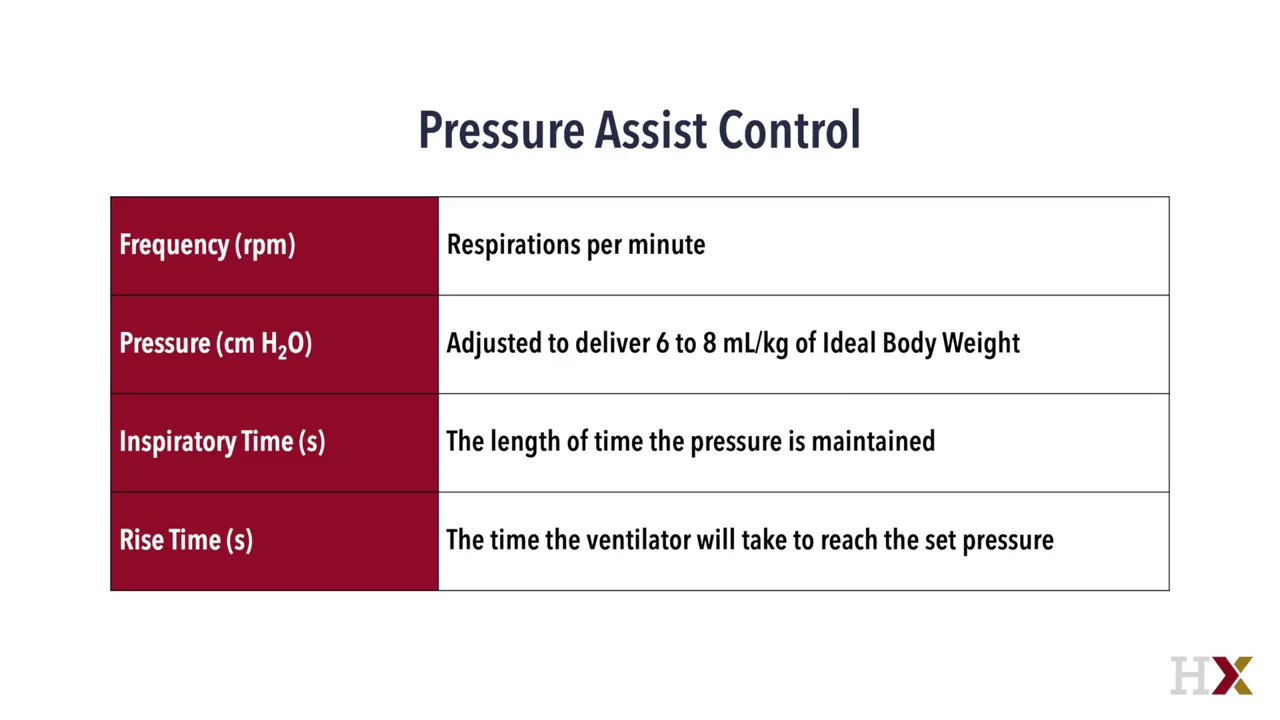 Pressure Assist Control
Frequency (rpm)
Respirations per minute
Pressure (cm H₂O)
Adjusted to deliver 6 to 8 mL/kg of Ideal Body Weight
Inspiratory Time (s)
The length of time the pressure is maintained
Rise Time (s)
The time the ventilator will take to reach the set pressure
HX